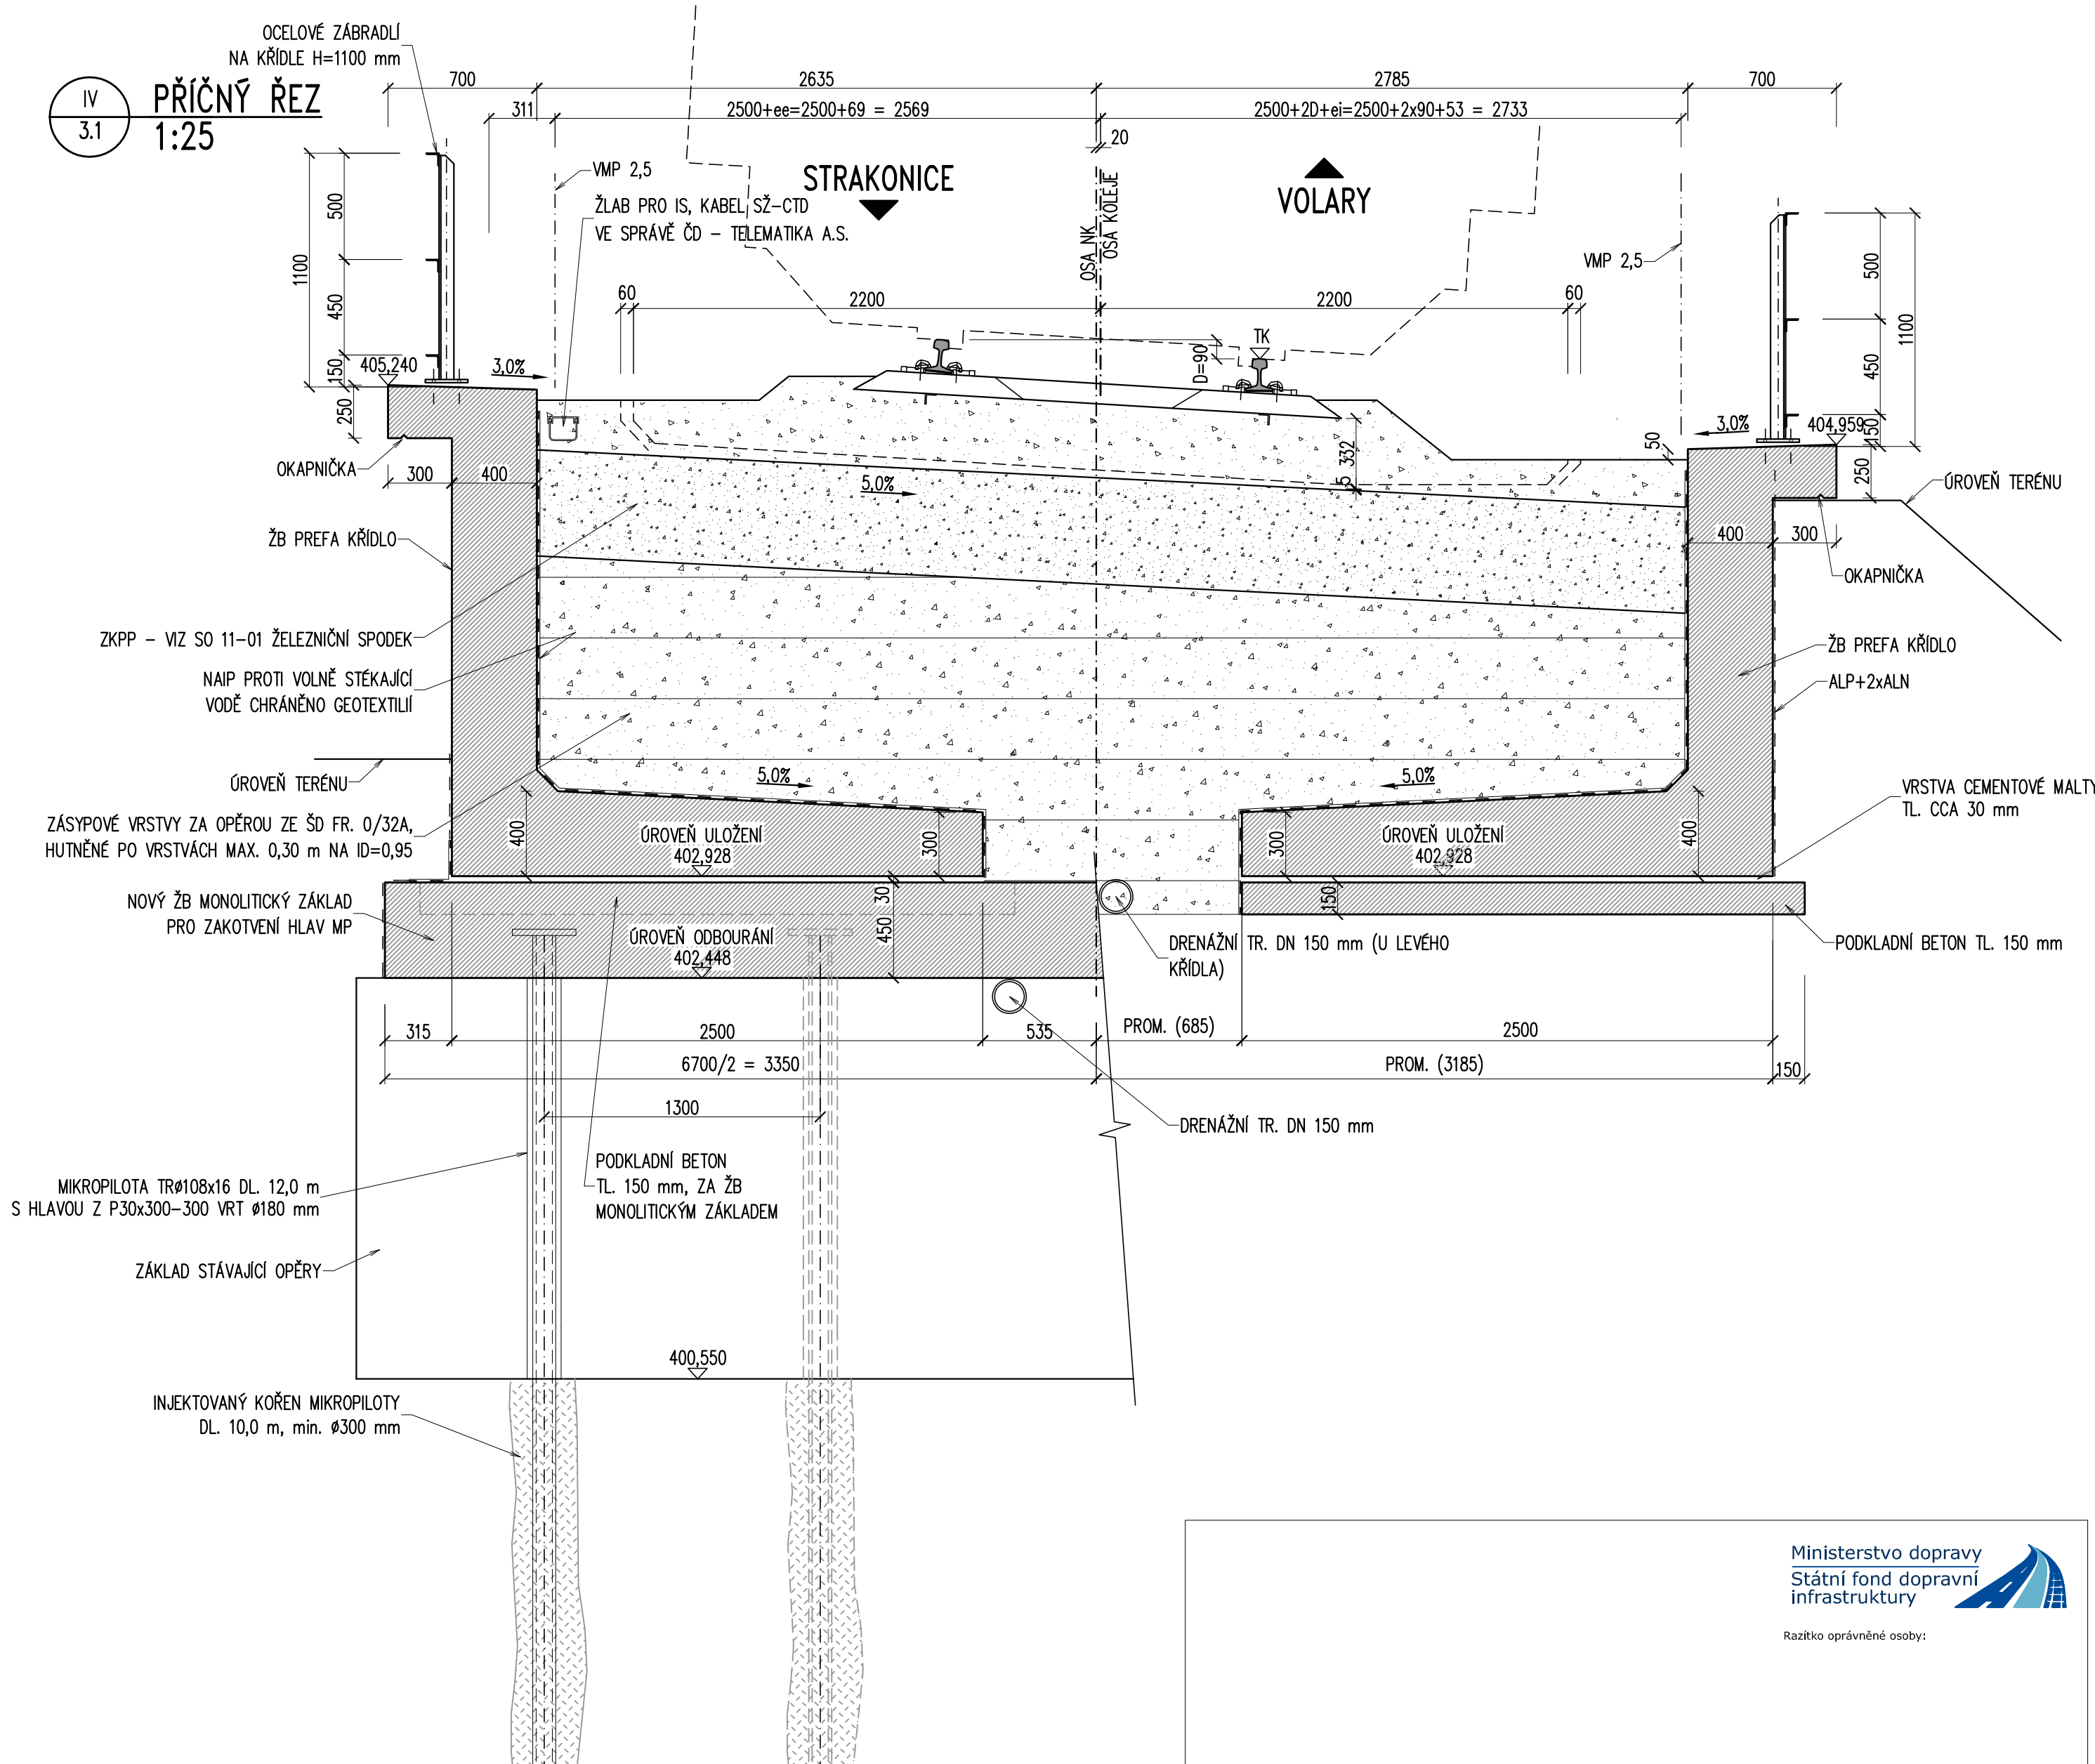 OCELOVÉ ZÁBRADLÍ
NA KŘÍDLE H=1100 mm
IV
3.1
PŘÍČNÝ ŘEZ
1:25
700
2635
2785
700
311
2500+ee=2500+69 = 2569
2500+2D+ei=2500+2x90+53 = 2733
20
VMP 2,5
STRAKONICE
VOLARY
ŽLAB PRO IS, KABEL SŽ-CTD
VE SPRÁVĚ ČD - TELEMATIKA A.S.
OSA NK
OSA KOLEJE
VMP 2,5
500
450
150
1100
250
60
2200
2200
60
TK
D=90
500
450
150
1100
250
405,240
3,0%
3,0%
404,959
50
332
5
OKAPNIČKA
300
400
5,0%
ÚROVEŇ TERÉNU
400
300
ŽB PREFA KŘÍDLO
OKAPNIČKA
ZKPP - VIZ SO 11-01 ŽELEZNIČNÍ SPODEK
ŽB PREFA KŘÍDLO
NAIP PROTI VOLNĚ STÉKAJÍCÍ
VODĚ CHRÁNĚNO GEOTEXTILIÍ
ALP+2xALN
ÚROVEŇ TERÉNU
5,0%
5,0%
VRSTVA CEMENTOVÉ MALTY
TL. CCA 30 mm
ZÁSYPOVÉ VRSTVY ZA OPĚROU ZE ŠD FR. 0/32A,
HUTNĚNÉ PO VRSTVÁCH MAX. 0,30 m NA ID=0,95
400
ÚROVEŇ ULOŽENÍ
402,928
300
300
ÚROVEŇ ULOŽENÍ
402,928
400
NOVÝ ŽB MONOLITICKÝ ZÁKLAD
PRO ZAKOTVENÍ HLAV MP
30
450
150
ÚROVEŇ ODBOURÁNÍ
402,448
DRENÁŽNÍ TR. DN 150 mm (U LEVÉHO
KŘÍDLA)
PODKLADNÍ BETON TL. 150 mm
315
2500
535
PROM. (685)
2500
6700/2 = 3350
PROM. (3185)
150
1300
DRENÁŽNÍ TR. DN 150 mm
PODKLADNÍ BETON
TL. 150 mm, ZA ŽB
MONOLITICKÝM ZÁKLADEM
MIKROPILOTA TRø108x16 DL. 12,0 m
S HLAVOU Z P30x300-300 VRT ø180 mm
ZÁKLAD STÁVAJÍCÍ OPĚRY
400,550
INJEKTOVANÝ KOŘEN MIKROPILOTY
DL. 10,0 m, min. ø300 mm
Ministerstvo dopravy
Státní fond dopravní
infrastruktury
Razítko oprávněné osoby: